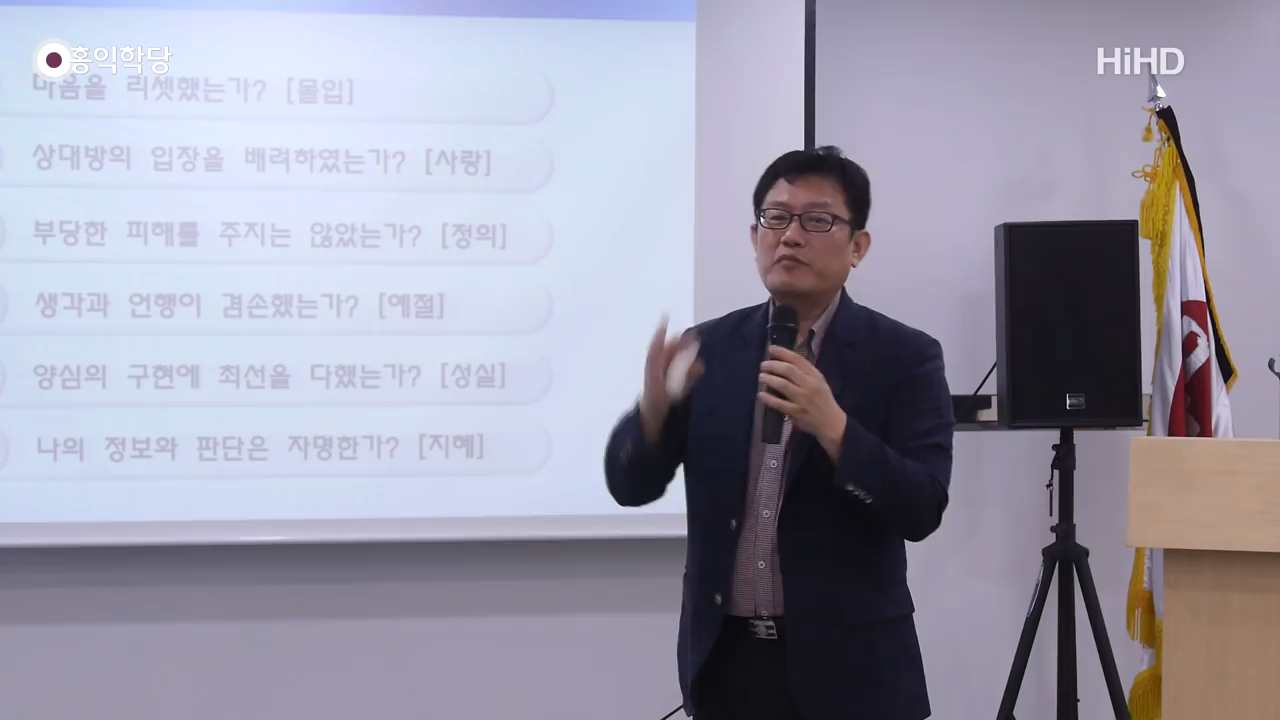 홍익학당
HiHD
마음을 리셋했는가? [몰입]
상대방의 입장을 배려하였는가? [사랑]
부당한 피해를 주지는 않았는가? [정의]
생각과 언행이 겸손했는가? [예절]
양심의 구현에 최선을 다했는가? [성실]
나의 정보와 판단은 자명한가? [지혜]